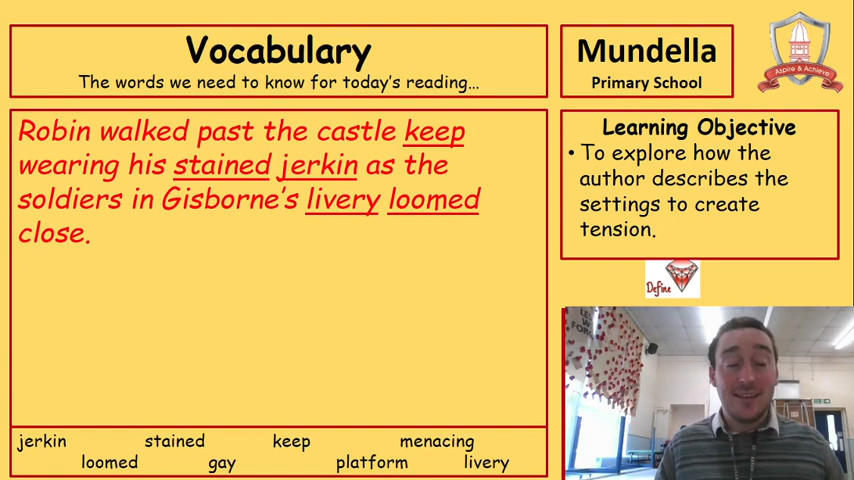 Vocabulary
The words we need to know for today's reading...
Mundella
Primary School
Aspire & Achieve
Robin walked past the castle keep
wearing his stained jerkin as the
soldiers in Gisborne's livery loomed
close.
Learning Objective
• To explore how the
author describes the
settings to create
tension.
Define
jerkin stained keep menacing
loomed gay platform livery